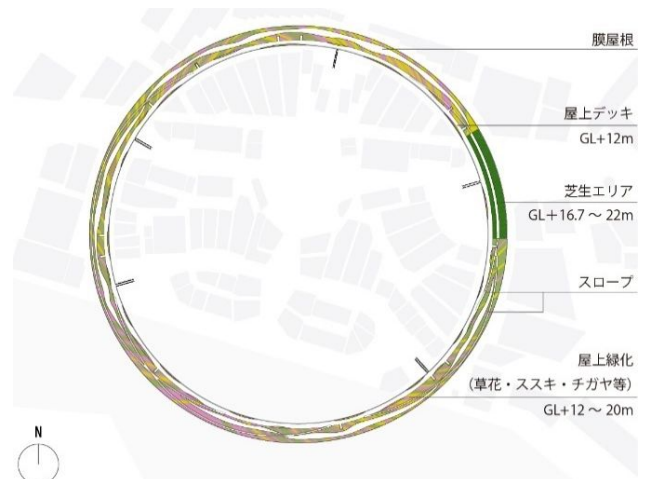 膜屋根
屋上デッキ
GL+12m
芝生エリア
GL+16.7 〜 22m
スロープ
屋上緑化
（草花・ススキ・チガヤ等）
GL+12 〜 20m
N